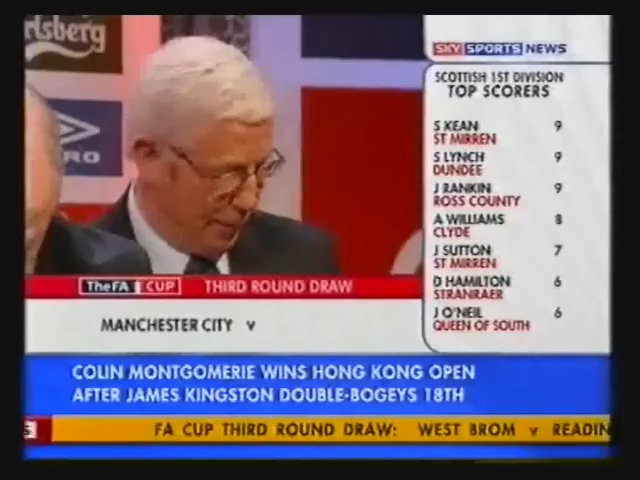 arlsberg
RO
SKY SPORTS NEWS
SCOTTISH 1ST DIVISION
TOP SCORERS
S KEAN 9
ST MIRREN
S LYNCH 9
DUNDEE
J RANKIN 9
ROSS COUNTY
A WILLIAMS 8
CLYDE
J SUTTON 7
ST MIRREN
D HAMILTON 6
STRANRAER
J O'NEIL 6
QUEEN OF SOUTH
The FA CUP THIRD ROUND DRAW
MANCHESTER CITY v
COLIN MONTGOMERIE WINS HONG KONG OPEN
AFTER JAMES KINGSTON DOUBLE-BOGEYS 18TH
S FA CUP THIRD ROUND DRAW: WEST BROM v READIN